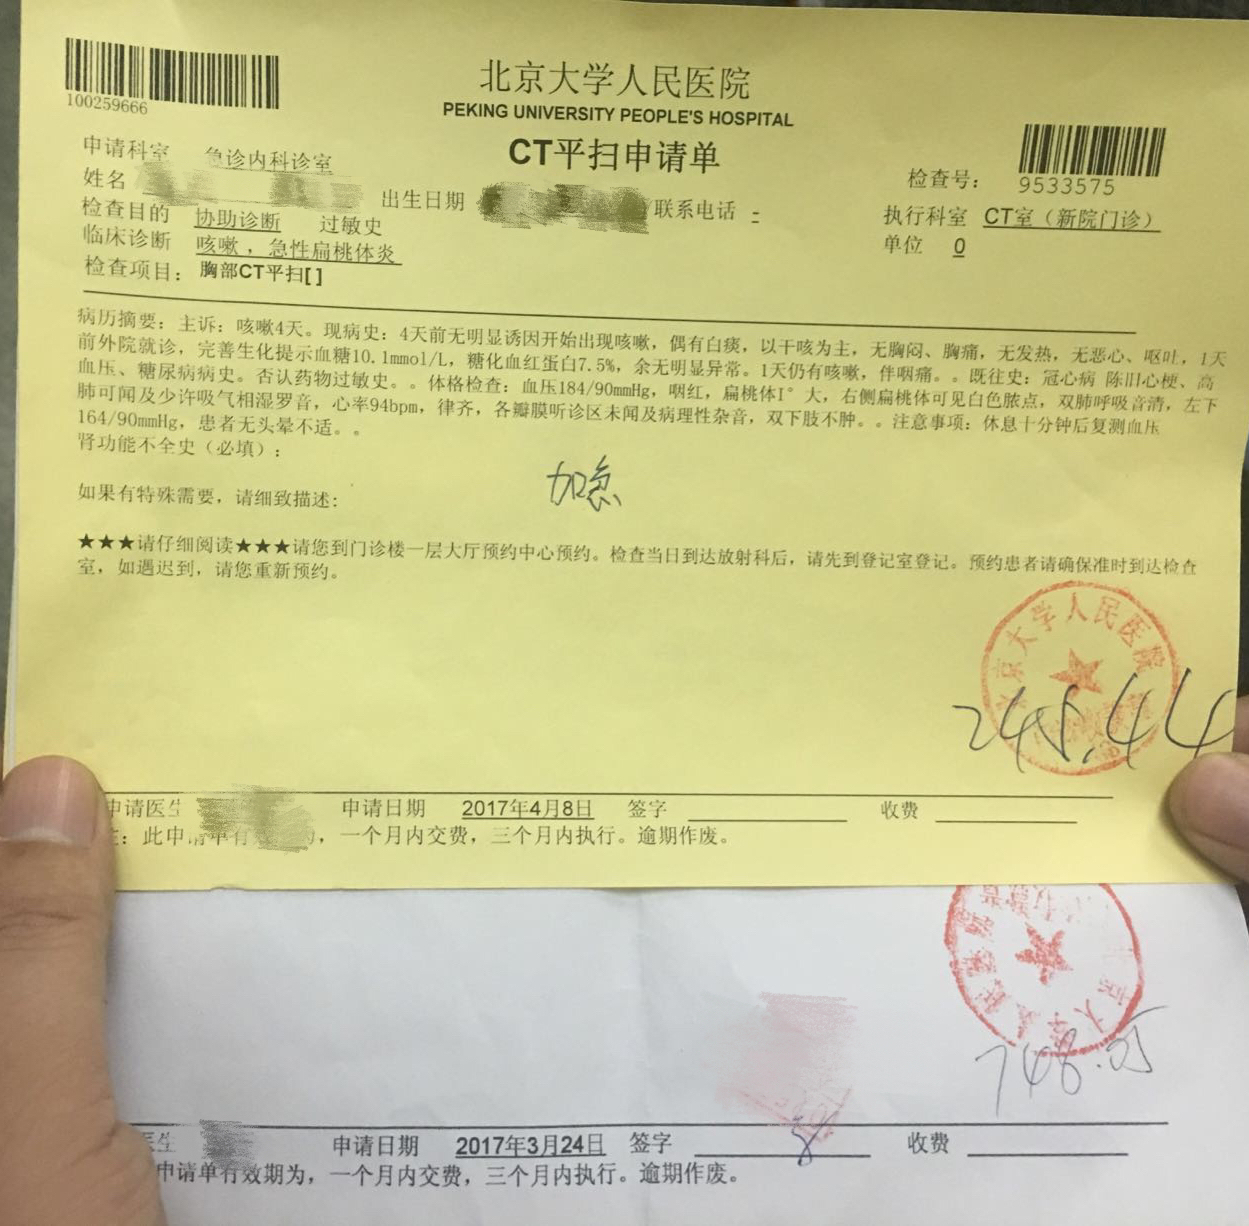 100259666
北京大学人民医院
PEKING UNIVERSITY PEOPLE'S HOSPITAL
CT平扫申请单
9533575
申请科室 急诊内科诊室
检查号：
姓名 出生日期 联系电话 -
执行科室 CT室（新院门诊）
检查目的 协助诊断 过敏史
单位 0
临床诊断 咳嗽，急性扁桃体炎
检查项目：胸部CT平扫[]
病历摘要：主诉：咳嗽4天。现病史：4天前无明显诱因开始出现咳嗽，偶有白痰，以干咳为主，无胸闷、胸痛，无发热，无恶心、呕吐，1天
前外院就诊，完善生化提示血糖10.1mmol/L，糖化血红蛋白7.5%，余无明显异常。1天仍有咳嗽，伴咽痛。。既往史：冠心病 陈旧心梗、高
血压、糖尿病病史。否认药物过敏史。。体格检查：血压184/90mmHg，咽红，扁桃体I°大，右侧扁桃体可见白色脓点，双肺呼吸音清，左下
肺可闻及少许吸气相湿罗音，心率94bpm，律齐，各瓣膜听诊区未闻及病理性杂音，双下肢不肿。。注意事项：休息十分钟后复测血压
164/90mmHg，患者无头晕不适。。
肾功能不全史（必填）：
加急
如果有特殊需要，请细致描述：
★★★请仔细阅读★★★请您到门诊楼一层大厅预约中心预约。检查当日到达放射科后，请先到登记室登记。预约患者请确保准时到达检查
室，如遇迟到，请您重新预约。
北京大学人民医院
245.44
申请医生 申请日期 2017年4月8日 签字 收费
此申请单有，一个月内交费，三个月内执行。逾期作废。
748.25
医生 申请日期 2017年3月24日 签字 收费
申请单有效期为，一个月内交费，三个月内执行。逾期作废。